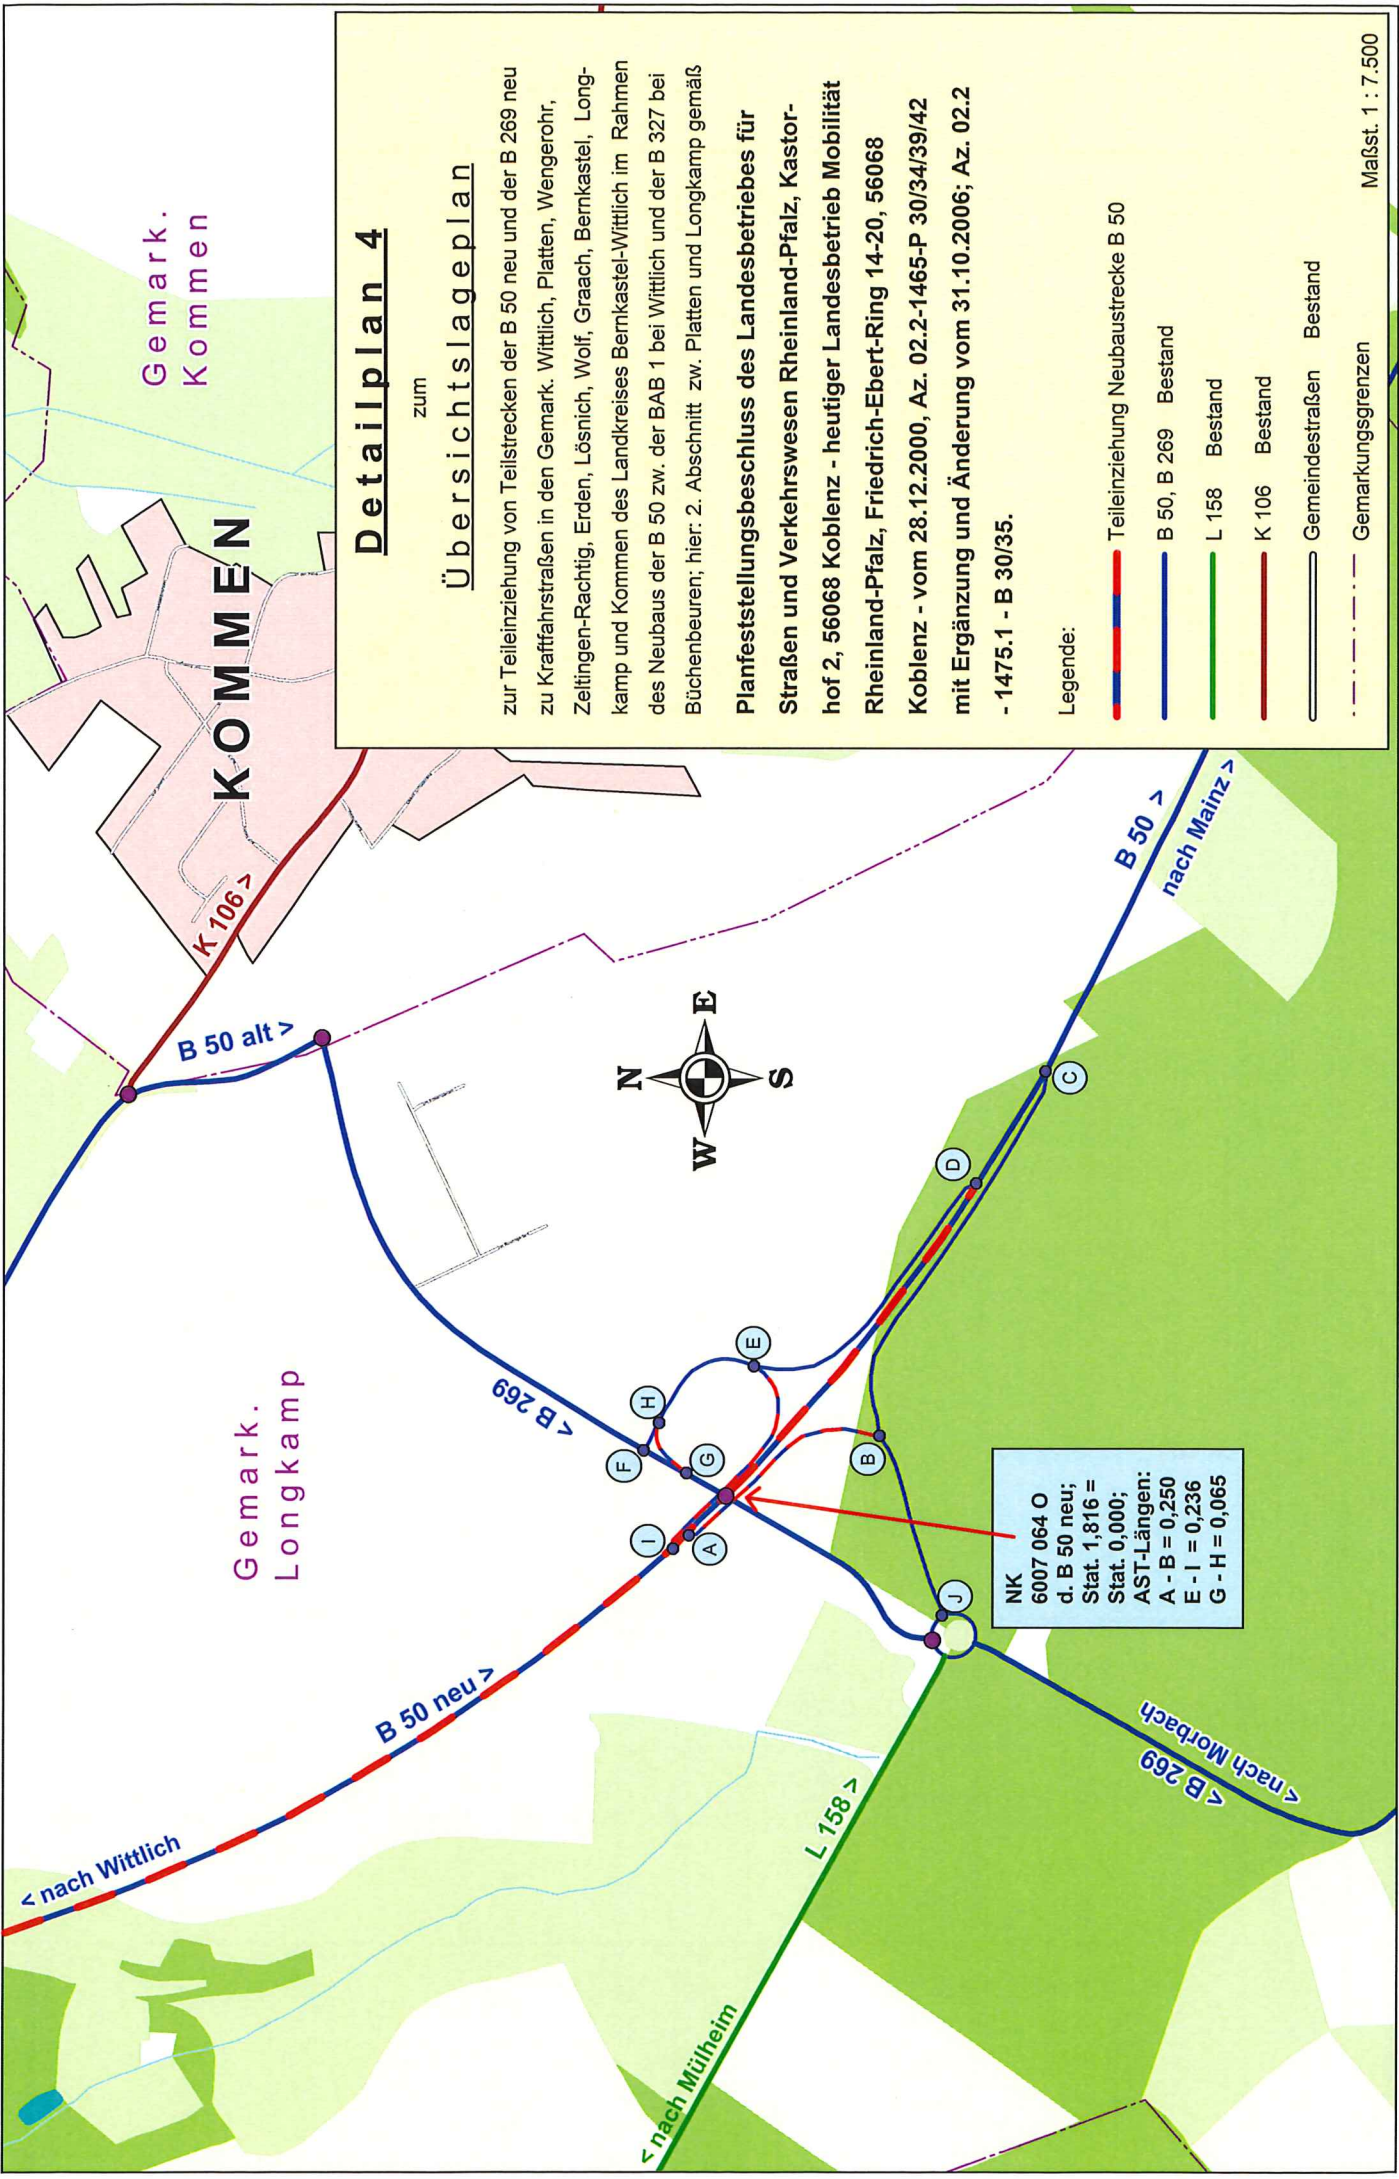 Detailplan 4
zum
Übersichtslageplan
zur Teileinziehung von Teilstrecken der B 50 neu und der B 269 neu
zu Kraftfahrstraßen in den Gemark. Wittlich, Platten, Wengerohr,
Zeltingen-Rachtig, Erden, Lösnich, Wolf, Graach, Bernkastel, Long-
kamp und Kommen des Landkreises Bernkastel-Wittlich im Rahmen
des Neubaus der B 50 zw. der BAB 1 bei Wittlich und der B 327 bei
Büchenbeuren; hier: 2. Abschnitt zw. Platten und Longkamp gemäß
Planfeststellungsbeschluss des Landesbetriebes für
Straßen und Verkehrswesen Rheinland-Pfalz, Kastor-
hof 2, 56068 Koblenz - heutiger Landesbetrieb Mobilität
Rheinland-Pfalz, Friedrich-Ebert-Ring 14-20, 56068
Koblenz - vom 28.12.2000, Az. 02.2-1465-P 30/34/39/42
mit Ergänzung und Änderung vom 31.10.2006; Az. 02.2
- 1475.1 - B 30/35.
Legende:
Teileinziehung Neubaustrecke B 50
B 50, B 269 Bestand
L 158 Bestand
K 106 Bestand
Gemeindestraßen Bestand
Gemarkungsgrenzen
Maßst. 1 : 7.500
Gemark.
Kommen
KOMMEN
K 106 >
B 50 alt >
Gemark.
Longkamp
< B 269
N
W
E
S
< nach Wittlich
B 50 neu >
I
A
F
H
G
E
B
D
C
J
B 50 >
nach Mainz >
L 158 >
< nach Mülheim
< B 269
< nach Morbach
NK
6007 064 O
d. B 50 neu;
Stat. 1,816 =
Stat. 0,000;
AST-Längen:
A - B = 0,250
E - I = 0,236
G - H = 0,065